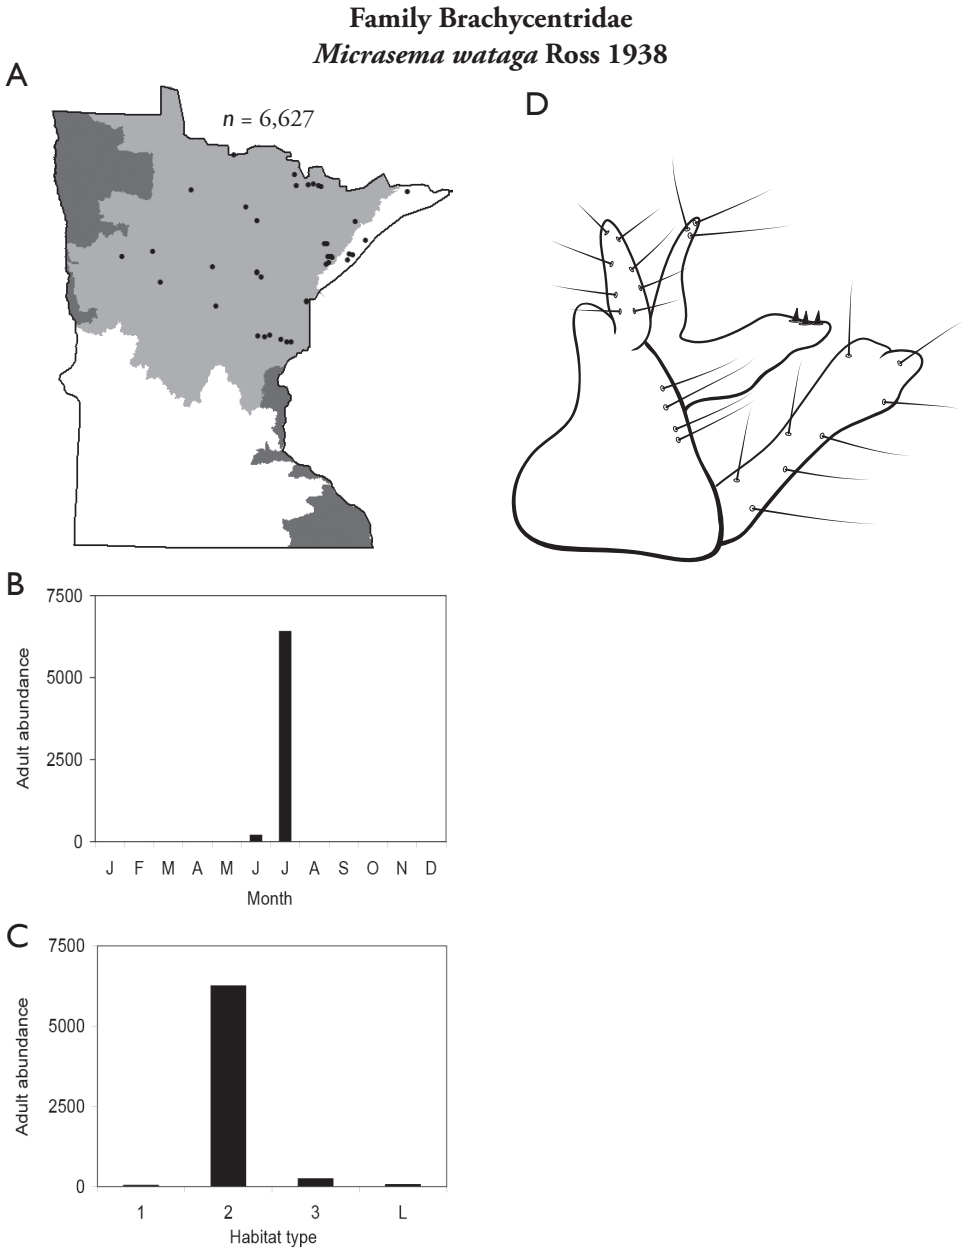 Family Brachycentridae
Micrasema wataga Ross 1938
A
n = 6,627
D
B
7500
5000
2500
0
Adult abundance
J F M A M J J A S O N D
Month
C
7500
5000
2500
0
Adult abundance
1 2 3 L
Habitat type